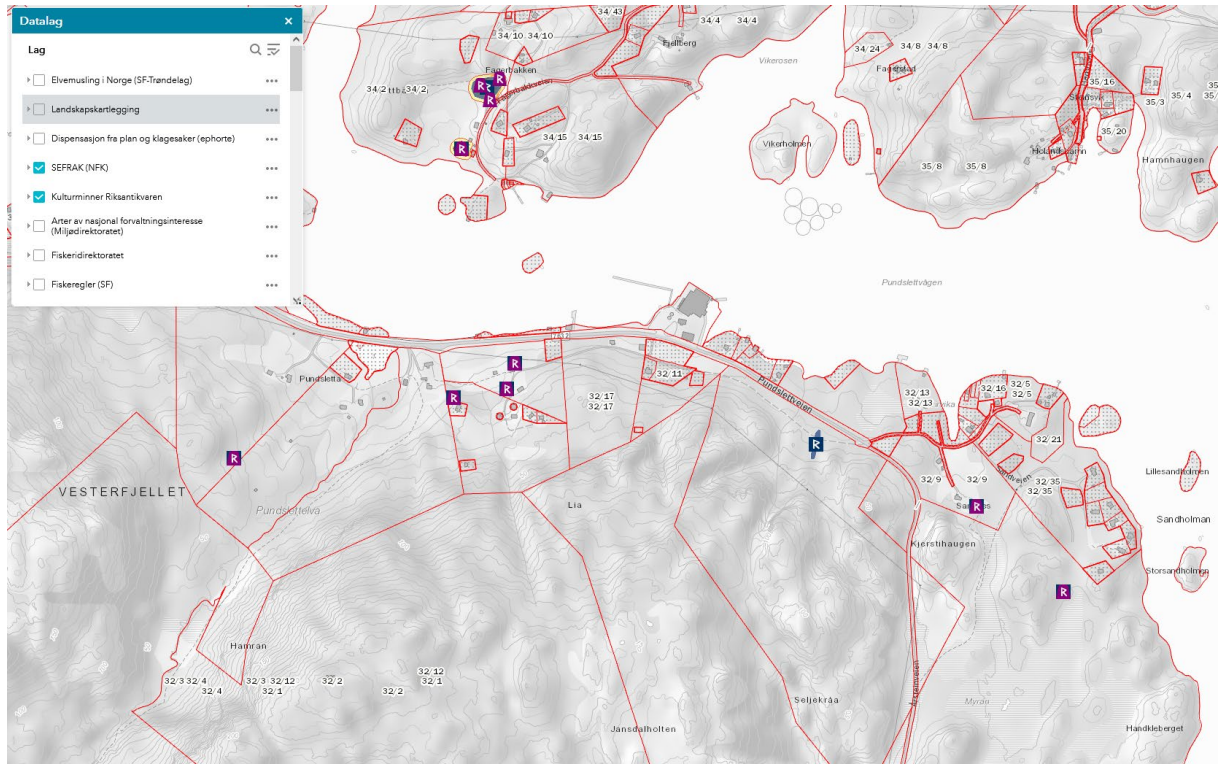 Datalag
Lag
Elvemusling i Norge (SF-Trøndelag)
Landskapskartlegging
Dispensasjon fra plan og klagesaker (ephorte)
SEFRAK (NFK)
Kulturminner Riksantikvaren
Arter av nasjonal forvaltningsinteresse
(Miljødirektoratet)
Fiskeridirektoratet
Fiskeregler (SF)
34/43
34/10 34/10
34/4 34/4
Fjellberg
Vikerosen
34/24 34/8 34/8
Fagerbakken
34/2 34/2
34/15 34/15
35/16
35/3 35/4
35/20
Vikerholmen
35/8 35/8
Hamnhaugen
Pundslettvågen
Pundslettveien
Pundsletta
32/11
32/17
32/17
32/13
32/13
32/16 32/5
32/5
32/21
32/9 32/9
32/35
32/35
Lillesandholmen
Sandholman
Storsandholmen
VESTERFJELLET
Pundslettelva
Lia
Kjerstihaugen
Hamran
32/3 32/4
32/4
32/3 32/12
32/1
32/2
32/2
32/12
32/1
Seljekråa
Jansdalholten
Myran
Handkleberget